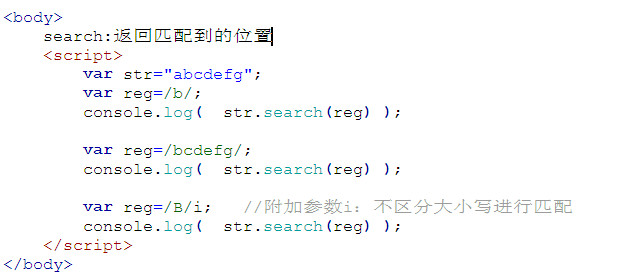 <body>
search:返回匹配到的位置
<script>
var str="abcdefg";
var reg=/b/;
console.log(  str.search(reg) );
var reg=/bcdefg/;
console.log(  str.search(reg) );
var reg=/B/i;   //附加参数i：不区分大小写进行匹配
console.log(  str.search(reg) );
</script>
</body>